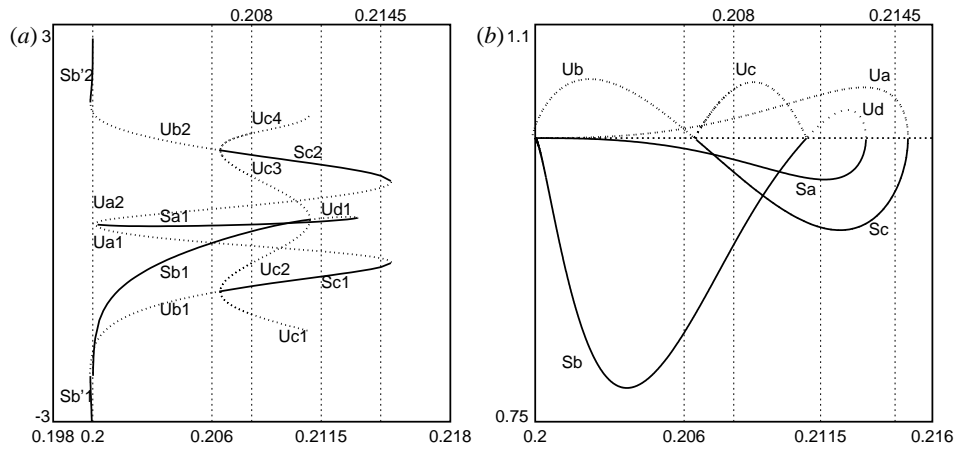 0.208 0.2145
(a) 3
Sb'2
Uc4
Ub2
Sc2
Uc3
Ua2
Sa1
Ud1
Ua1
Sb1
Uc2
Sc1
Ub1
Uc1
Sb'1
-3
0.198 0.2 0.206 0.2115 0.218
0.208 0.2145
(b) 1.1
Ub
Uc
Ua
Ud
Sa
Sc
Sb
0.75
0.2 0.206 0.2115 0.216